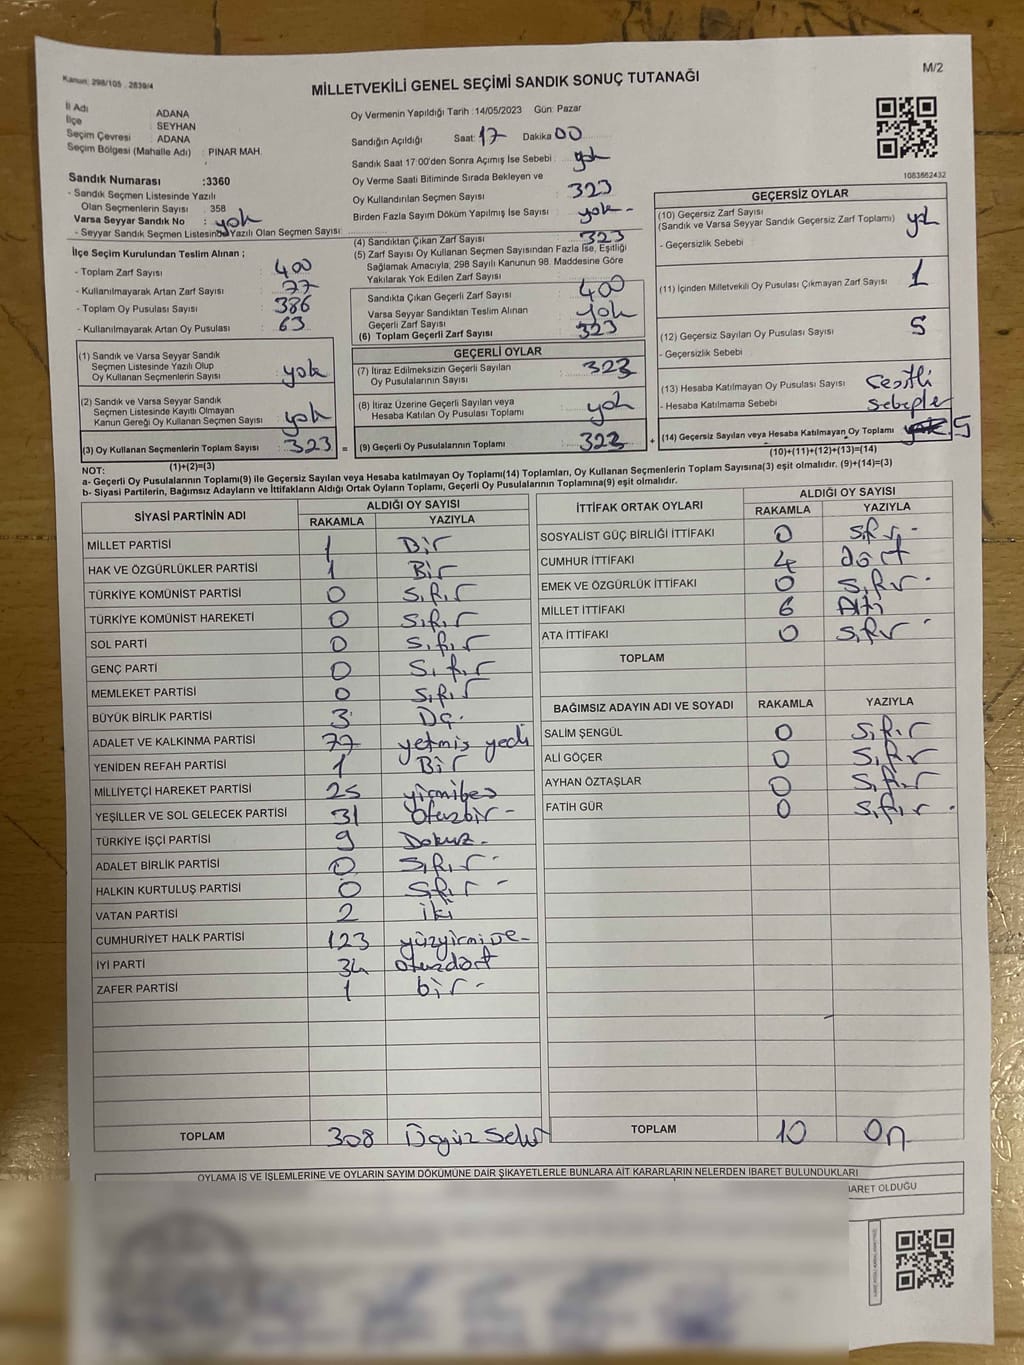 Kanun: 298/105 . 2839/4
M/2
MİLLETVEKİLİ GENEL SEÇİMİ SANDIK SONUÇ TUTANAĞI
İl Adı ADANA
İlçe : SEYHAN
Seçim Çevresi : ADANA
Seçim Bölgesi (Mahalle Adı) : PINAR MAH.
Oy Vermenin Yapıldığı Tarih :14/05/2023 Gün: Pazar
Sandığın Açıldığı Saat: 17 Dakika 00
Sandık Saat 17:00'den Sonra Açımış İse Sebebi : yok
Oy Verme Saati Bitiminde Sırada Bekleyen ve
Oy Kullandırılan Seçmen Sayısı 323
Birden Fazla Sayım Döküm Yapılmış İse Sayısı yok-
Sandık Numarası :3360
- Sandık Seçmen Listesinde Yazılı
Olan Seçmenlerin Sayısı : 358
Varsa Seyyar Sandık No : yok
- Seyyar Sandık Seçmen Listesinde Yazılı Olan Seçmen Sayısı:
1083662432
İlçe Seçim Kurulundan Teslim Alınan ;
- Toplam Zarf Sayısı : 400
- Kullanılmayarak Artan Zarf Sayısı : 77
- Toplam Oy Pusulası Sayısı : 386
- Kullanılmayarak Artan Oy Pusulası : 63
(1) Sandık ve Varsa Seyyar Sandık
Seçmen Listesinde Yazılı Olup
Oy Kullanan Seçmenlerin Sayısı yok
(2) Sandık ve Varsa Seyyar Sandık
Seçmen Listesinde Kayıtlı Olmayan
Kanun Gereği Oy Kullanan Seçmen Sayısı yok
(3) Oy Kullanan Seçmenlerin Toplam Sayısı 323 =
(1)+(2)=(3)
(4) Sandıktan Çıkan Zarf Sayısı 323
(5) Zarf Sayısı Oy Kullanan Seçmen Sayısından Fazla İse, Eşitliği
Sağlamak Amacıyla, 298 Sayılı Kanunun 98. Maddesine Göre
Yakılarak Yok Edilen Zarf Sayısı
Sandıkta Çıkan Geçerli Zarf Sayısı 400
Varsa Seyyar Sandıktan Teslim Alınan
Geçerli Zarf Sayısı yok
(6) Toplam Geçerli Zarf Sayısı 323
GEÇERLİ OYLAR
(7) İtiraz Edilmeksizin Geçerli Sayılan
Oy Pusulalarının Sayısı 323
(8) İtiraz Üzerine Geçerli Sayılan veya
Hesaba Katılan Oy Pusulası Toplamı yok
(9) Geçerli Oy Pusulalarının Toplamı 322 +
GEÇERSİZ OYLAR
(10) Geçersiz Zarf Sayısı
(Sandık ve Varsa Seyyar Sandık Geçersiz Zarf Toplamı) yok
- Geçersizlik Sebebi
(11) İçinden Milletvekili Oy Pusulası Çıkmayan Zarf Sayısı 1
(12) Geçersiz Sayılan Oy Pusulası Sayısı 5
- Geçersizlik Sebebi
(13) Hesaba Katılmayan Oy Pusulası Sayısı çeşitli
- Hesaba Katılmama Sebebi sebepler
(14) Geçersiz Sayılan veya Hesaba Katılmayan Oy Toplamı 5
(10)+(11)+(12)+(13)=(14)
NOT:
a- Geçerli Oy Pusulalarının Toplamı(9) ile Geçersiz Sayılan veya Hesaba katılmayan Oy Toplamı(14) Toplamları, Oy Kullanan Seçmenlerin Toplam Sayısına(3) eşit olmalıdır. (9)+(14)=(3)
b- Siyasi Partilerin, Bağımsız Adayların ve İttifakların Aldığı Ortak Oyların Toplamı, Geçerli Oy Pusulalarının Toplamına(9) eşit olmalıdır.
SİYASİ PARTİNİN ADI ALDIĞI OY SAYISI
RAKAMLA YAZIYLA
MİLLET PARTİSİ 1 Bir
HAK VE ÖZGÜRLÜKLER PARTİSİ 1 Bir
TÜRKİYE KOMÜNİST PARTİSİ 0 Sıfır
TÜRKİYE KOMÜNİST HAREKETİ 0 Sıfır
SOL PARTİ 0 Sıfır
GENÇ PARTİ 0 Sıfır
MEMLEKET PARTİSİ 0 Sıfır
BÜYÜK BİRLİK PARTİSİ 3
ADALET VE KALKINMA PARTİSİ 77 yetmiş yedi
YENİDEN REFAH PARTİSİ 1 Bir
MİLLİYETÇİ HAREKET PARTİSİ 25 yirmibeş
YEŞİLLER VE SOL GELECEK PARTİSİ 31 Otuzbir -
TÜRKİYE İŞÇİ PARTİSİ 9 Dokuz -
ADALET BİRLİK PARTİSİ 0 Sıfır -
HALKIN KURTULUŞ PARTİSİ 0 Sıfır -
VATAN PARTİSİ 2 iki
CUMHURİYET HALK PARTİSİ 123 yüzyirmiüç-
İYİ PARTİ 34 Otuzdört
ZAFER PARTİSİ 1 bir -
TOPLAM 308 Üçyüz Sekiz
İTTİFAK ORTAK OYLARI ALDIĞI OY SAYISI
RAKAMLA YAZIYLA
SOSYALİST GÜÇ BİRLİĞİ İTTİFAKI 0 Sıfır -
CUMHUR İTTİFAKI 4 dört
EMEK VE ÖZGÜRLÜK İTTİFAKI 0 Sıfır -
MİLLET İTTİFAKI 6 Altı
ATA İTTİFAKI 0 Sıfır -
TOPLAM
BAĞIMSIZ ADAYIN ADI VE SOYADI RAKAMLA YAZIYLA
SALİM ŞENGÜL 0 Sıfır
ALİ GÖÇER 0 Sıfır
AYHAN ÖZTAŞLAR 0 Sıfır
FATİH GÜR 0 Sıfır -
TOPLAM 10 On
OYLAMA İŞ VE İŞLEMLERİNE VE OYLARIN SAYIM DÖKÜMÜNE DAİR ŞİKAYETLERLE BUNLARA AİT KARARLARIN NELERDEN İBARET BULUNDUKLARI
BARET OLDUĞU